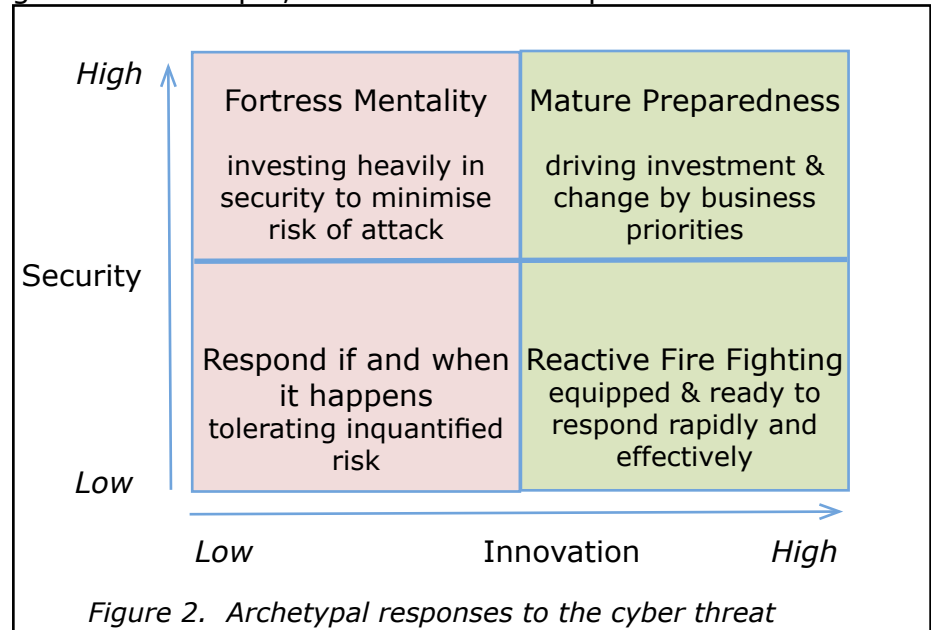 High
Fortress Mentality
investing heavily in
security to minimise
risk of attack
Mature Preparedness
driving investment &
change by business
priorities
Security
Respond if and when
it happens
tolerating inquantified
risk
Reactive Fire Fighting
equipped & ready to
respond rapidly and
effectively
Low
Low
Innovation
High
Figure 2. Archetypal responses to the cyber threat